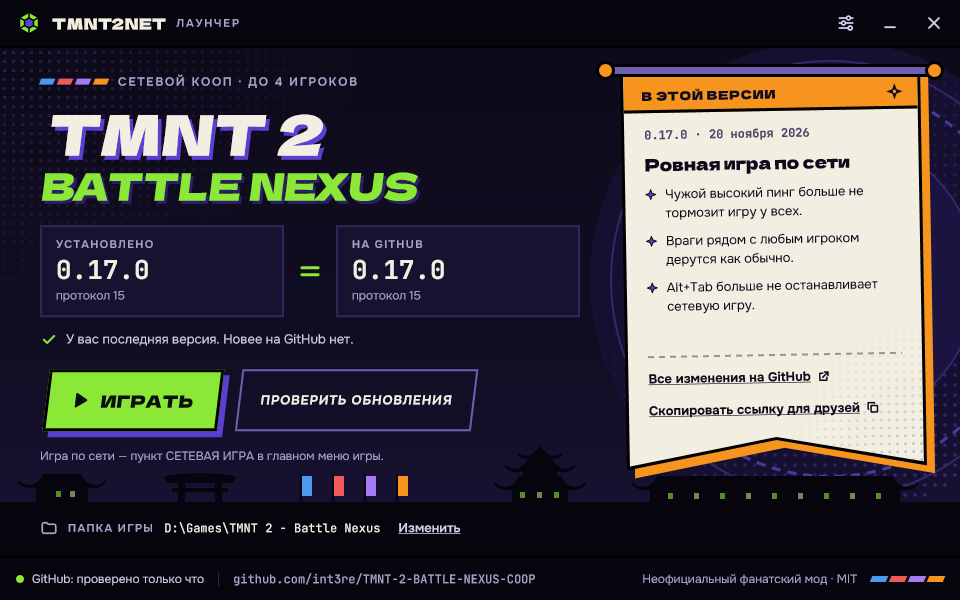 TMNT2NET ЛАУНЧЕР
СЕТЕВОЙ КООП · ДО 4 ИГРОКОВ
TMNT 2
BATTLE NEXUS
УСТАНОВЛЕНО
0.17.0
протокол 15
=
НА GITHUB
0.17.0
протокол 15
У вас последняя версия. Новее на GitHub нет.
ИГРАТЬ
ПРОВЕРИТЬ ОБНОВЛЕНИЯ
Игра по сети — пункт СЕТЕВАЯ ИГРА в главном меню игры.
В ЭТОЙ ВЕРСИИ
0.17.0 · 20 ноября 2026
Ровная игра по сети
Чужой высокий пинг больше не
тормозит игру у всех.
Враги рядом с любым игроком
дерутся как обычно.
Alt+Tab больше не останавливает
сетевую игру.
Все изменения на GitHub
Скопировать ссылку для друзей
ПАПКА ИГРЫ D:\Games\TMNT 2 - Battle Nexus Изменить
GitHub: проверено только что
github.com/int3re/TMNT-2-BATTLE-NEXUS-COOP
Неофициальный фанатский мод · MIT